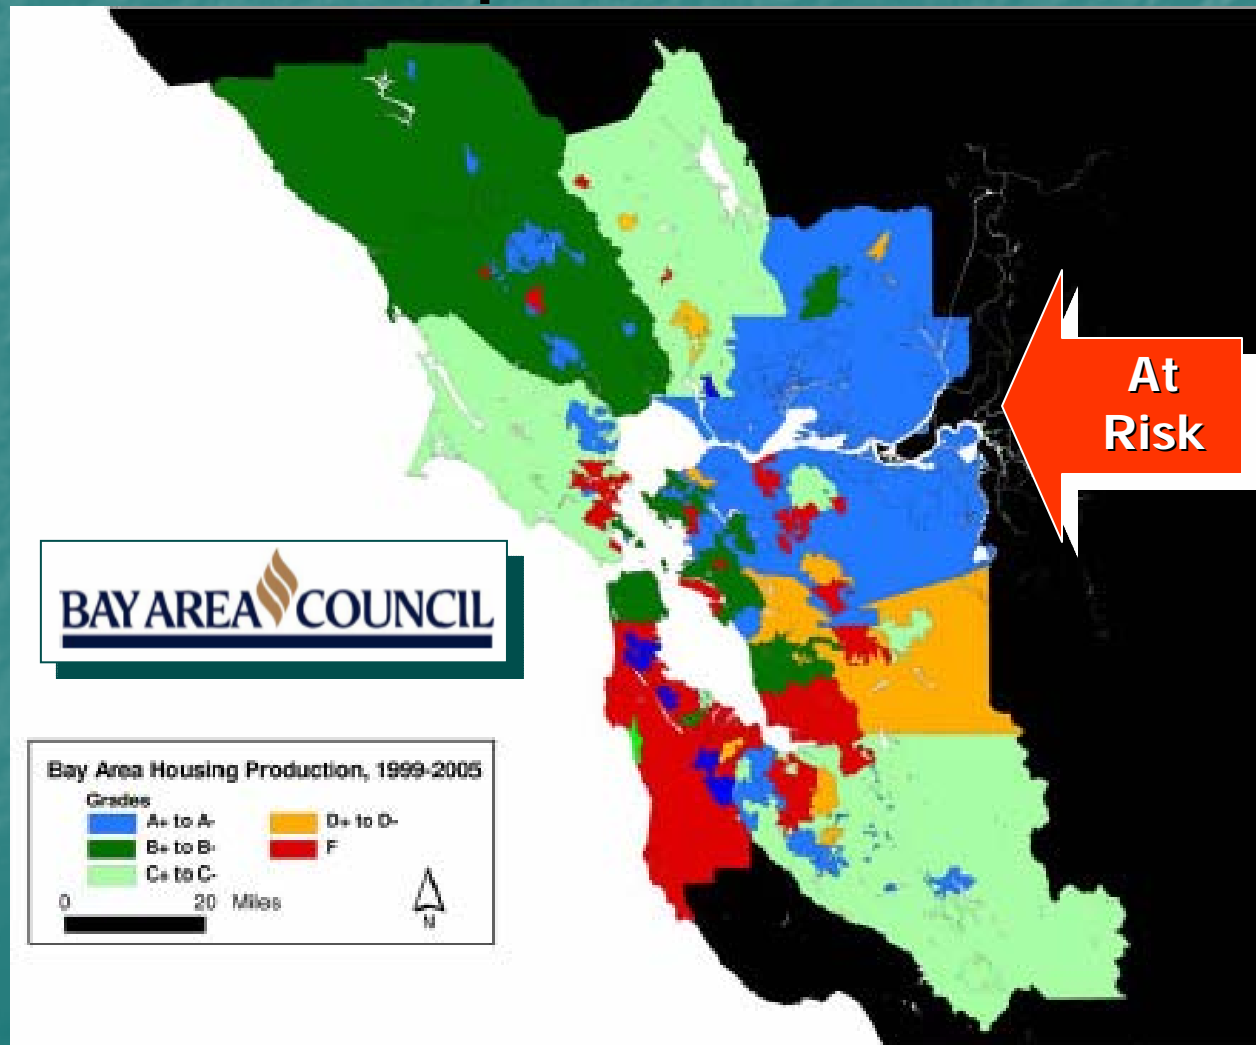 At
Risk
BAY AREA COUNCIL
Bay Area Housing Production, 1999-2005
Grades
A+ to A- D+ to D-
B+ to B- F
C+ to C-
0 20 Miles
N